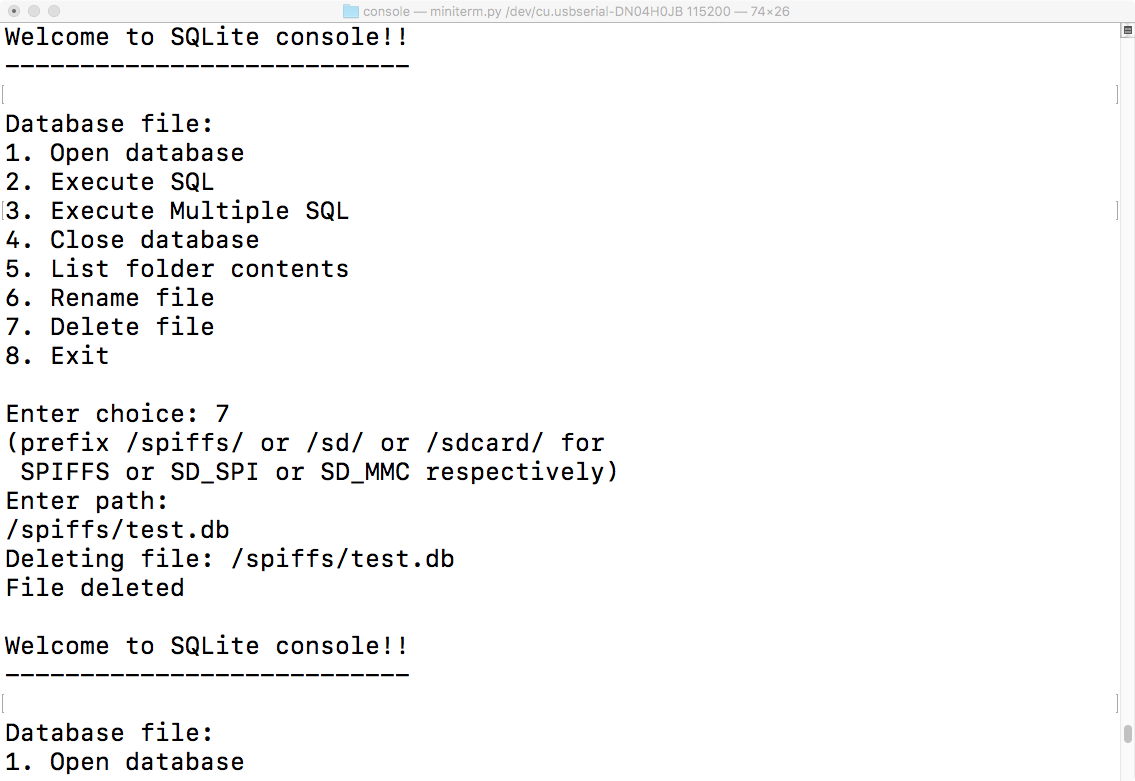 console — miniterm.py /dev/cu.usbserial-DN04H0JB 115200 — 74×26
Welcome to SQLite console!!
---------------------------
Database file:
1. Open database
2. Execute SQL
3. Execute Multiple SQL
4. Close database
5. List folder contents
6. Rename file
7. Delete file
8. Exit
Enter choice: 7
(prefix /spiffs/ or /sd/ or /sdcard/ for
 SPIFFS or SD_SPI or SD_MMC respectively)
Enter path:
/spiffs/test.db
Deleting file: /spiffs/test.db
File deleted
Welcome to SQLite console!!
---------------------------
Database file:
1. Open database